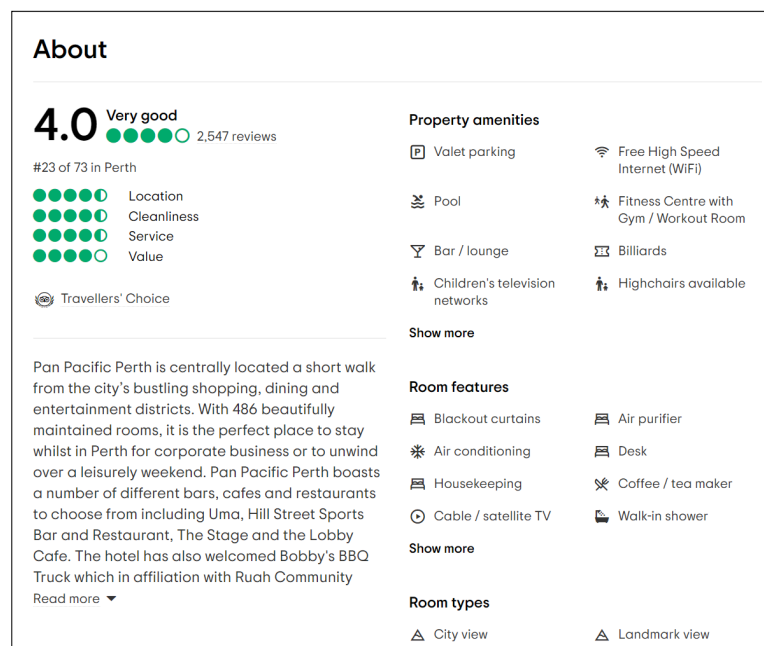 About
4.0
Very good
2,547 reviews
#23 of 73 in Perth
Location
Cleanliness
Service
Value
Travellers' Choice
Pan Pacific Perth is centrally located a short walk
from the city’s bustling shopping, dining and
entertainment districts. With 486 beautifully
maintained rooms, it is the perfect place to stay
whilst in Perth for corporate business or to unwind
over a leisurely weekend. Pan Pacific Perth boasts
a number of different bars, cafes and restaurants
to choose from including Uma, Hill Street Sports
Bar and Restaurant, The Stage and the Lobby
Cafe. The hotel has also welcomed Bobby's BBQ
Truck which in affiliation with Ruah Community
Read more
Property amenities
P Valet parking
Free High Speed
Internet (WiFi)
Pool
Fitness Centre with
Gym / Workout Room
Bar / lounge
Billiards
Children's television
networks
Highchairs available
Show more
Room features
Blackout curtains
Air purifier
Air conditioning
Desk
Housekeeping
Coffee / tea maker
Cable / satellite TV
Walk-in shower
Show more
Room types
City view
Landmark view